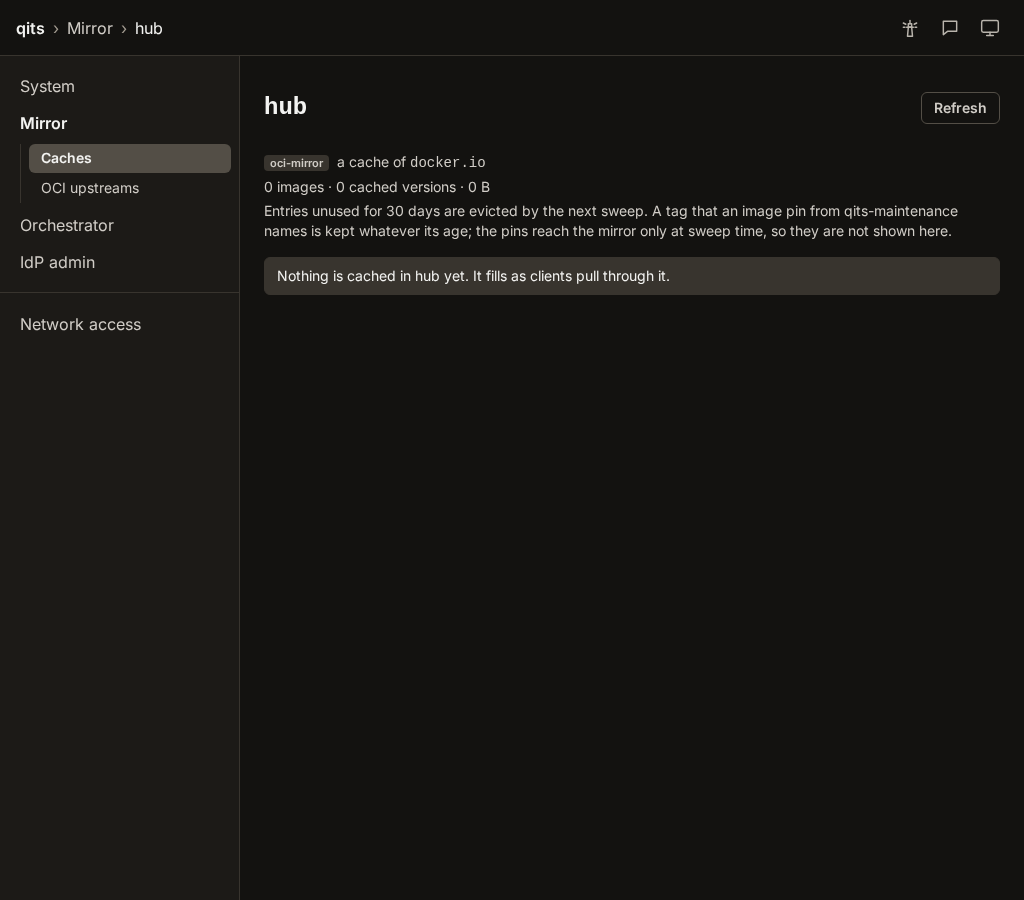 qits › Mirror › hub
System
Mirror
Caches
OCI upstreams
Orchestrator
IdP admin
Network access
hub
Refresh
oci-mirror a cache of docker.io
0 images · 0 cached versions · 0 B
Entries unused for 30 days are evicted by the next sweep. A tag that an image pin from qits-maintenance
names is kept whatever its age; the pins reach the mirror only at sweep time, so they are not shown here.
Nothing is cached in hub yet. It fills as clients pull through it.